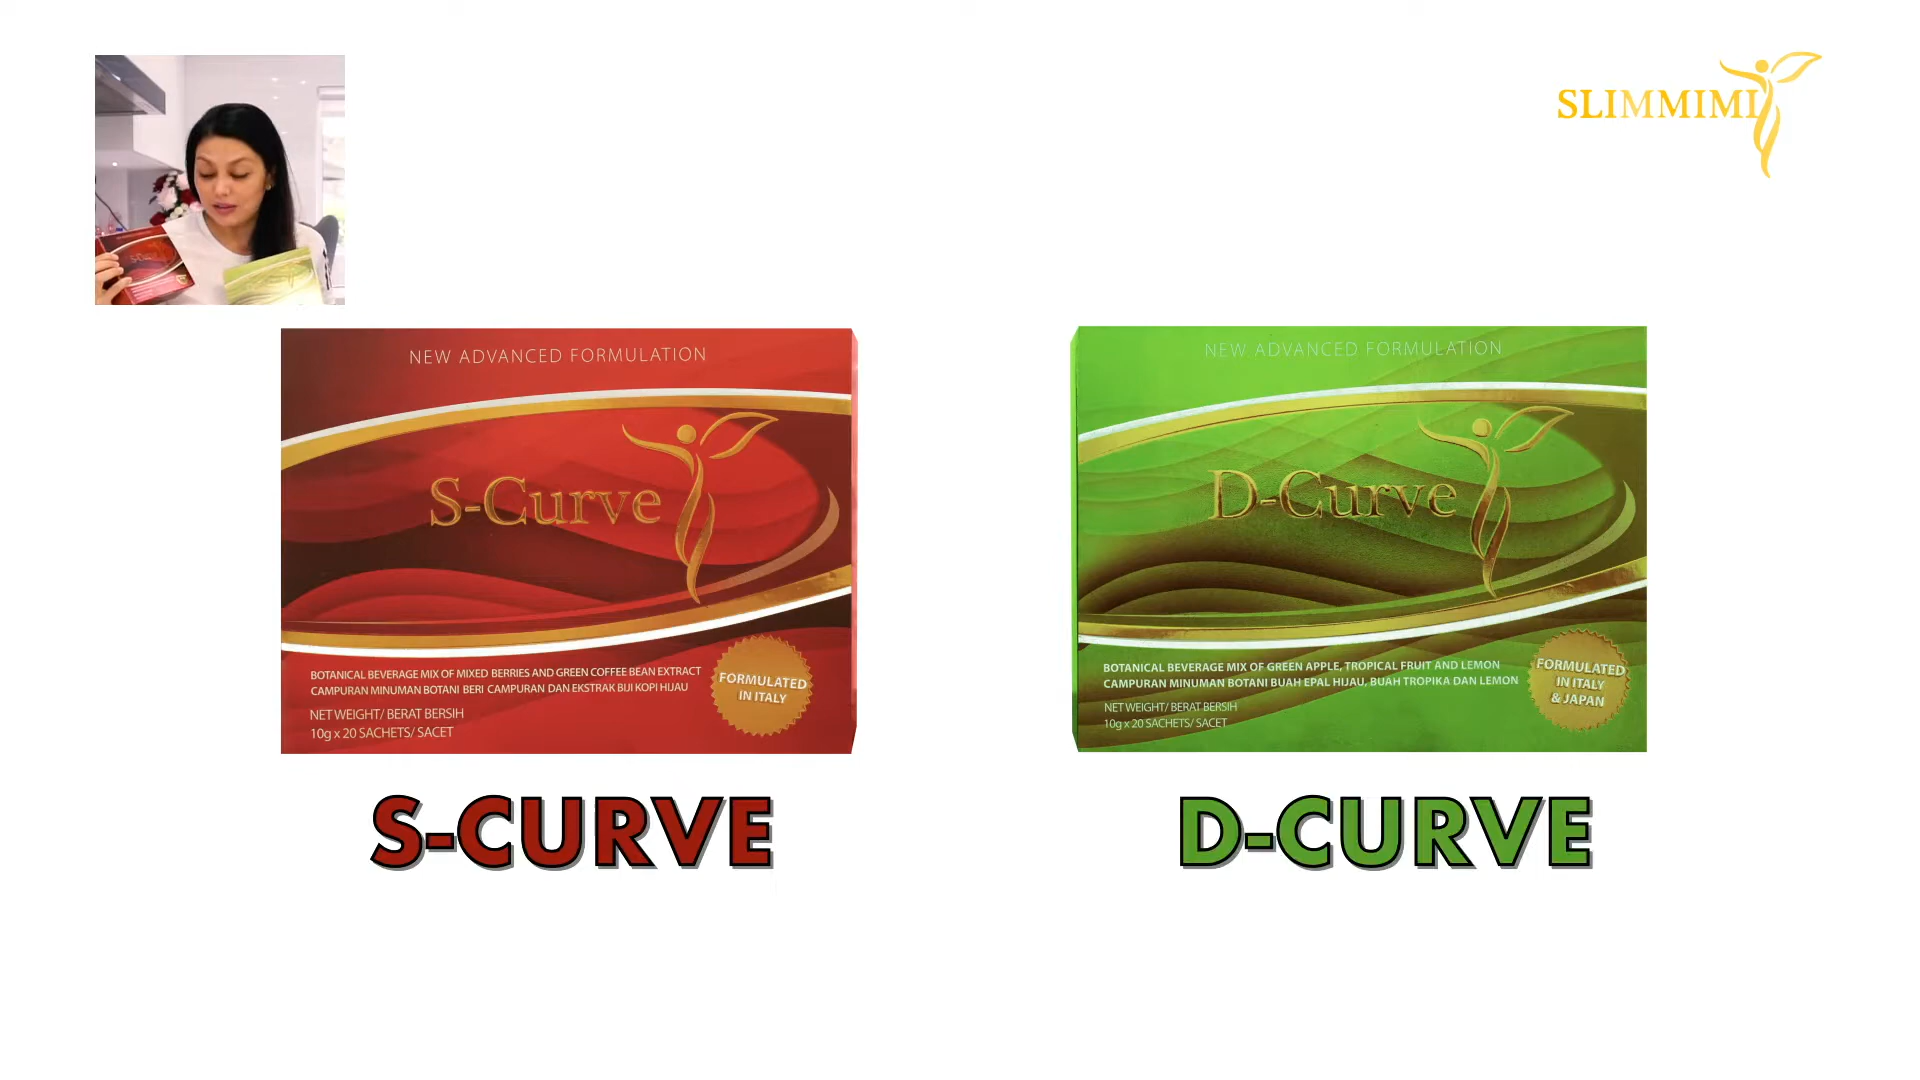 SLIMMIMI
S-Curve
NEW ADVANCED FORMULATION
S-Curve
BOTANICAL BEVERAGE MIX OF MIXED BERRIES AND GREEN COFFEE BEAN EXTRACT
CAMPURAN MINUMAN BOTANI BERI CAMPURAN DAN EKSTRAK BIJI KOPI HIJAU
NET WEIGHT/ BERAT BERSIH
10g x 20 SACHETS/ SACET
FORMULATED
IN ITALY
S-CURVE
NEW ADVANCED FORMULATION
D-Curve
BOTANICAL BEVERAGE MIX OF GREEN APPLE, TROPICAL FRUIT AND LEMON
CAMPURAN MINUMAN BOTANI BUAH EPAL HIJAU, BUAH TROPIKA DAN LEMON
NET WEIGHT/ BERAT BERSIH
10g x 20 SACHETS/ SACET
FORMULATED
IN ITALY
& JAPAN
D-CURVE